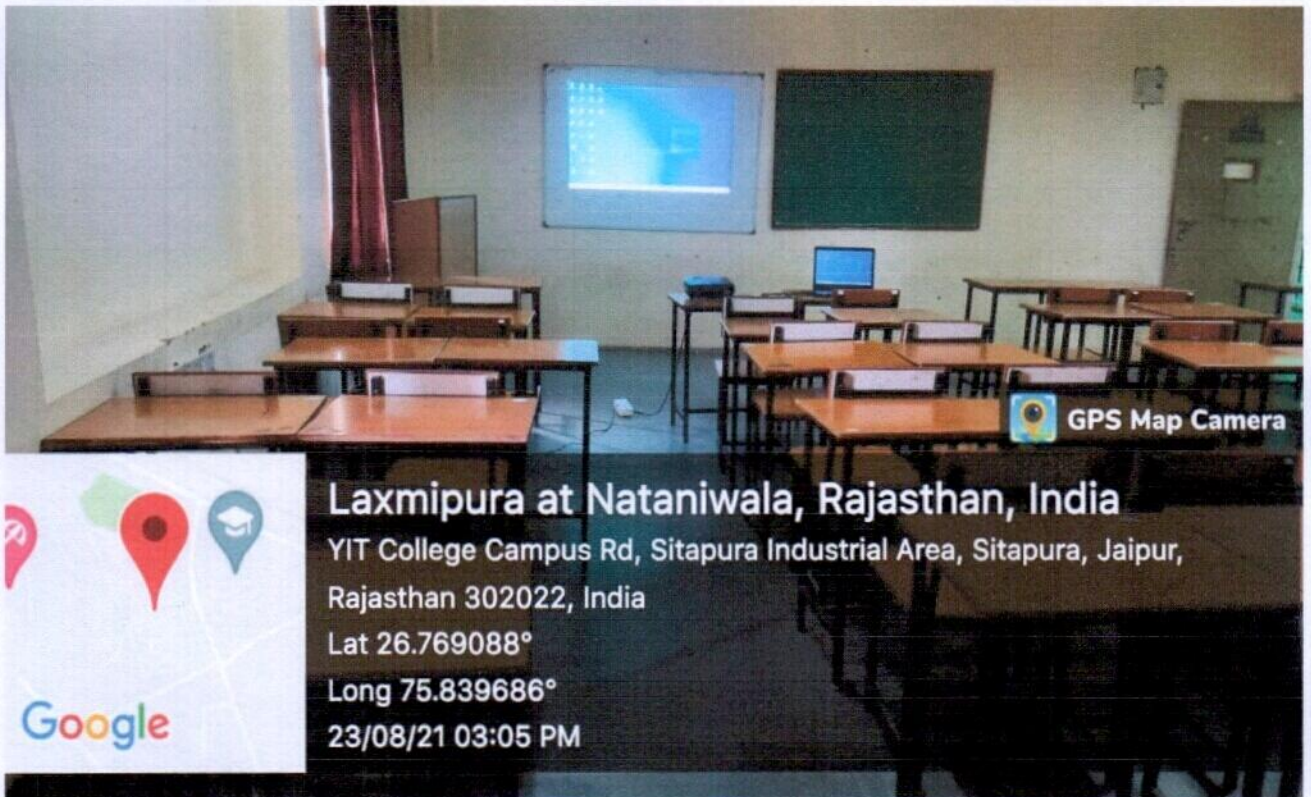 GPS Map Camera
Laxmipura at Nataniwala, Rajasthan, India
YIT College Campus Rd, Sitapura Industrial Area, Sitapura, Jaipur,
Rajasthan 302022, India
Lat 26.769088°
Long 75.839686°
23/08/21 03:05 PM
Google